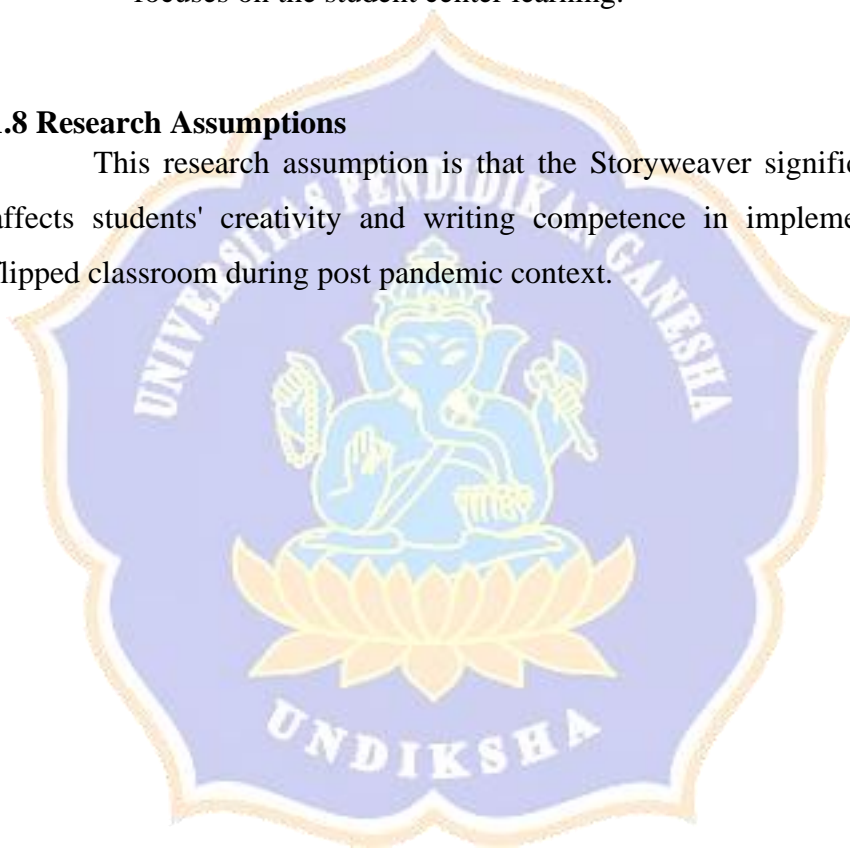 focuses on the student center learning.
.8 Research Assumptions
This research assumption is that the Storyweaver signific
affects students' creativity and writing competence in impleme
flipped classroom during post pandemic context.
UNIVERSITAS PENDIDIKAN GANESHA
UNDIKSHA